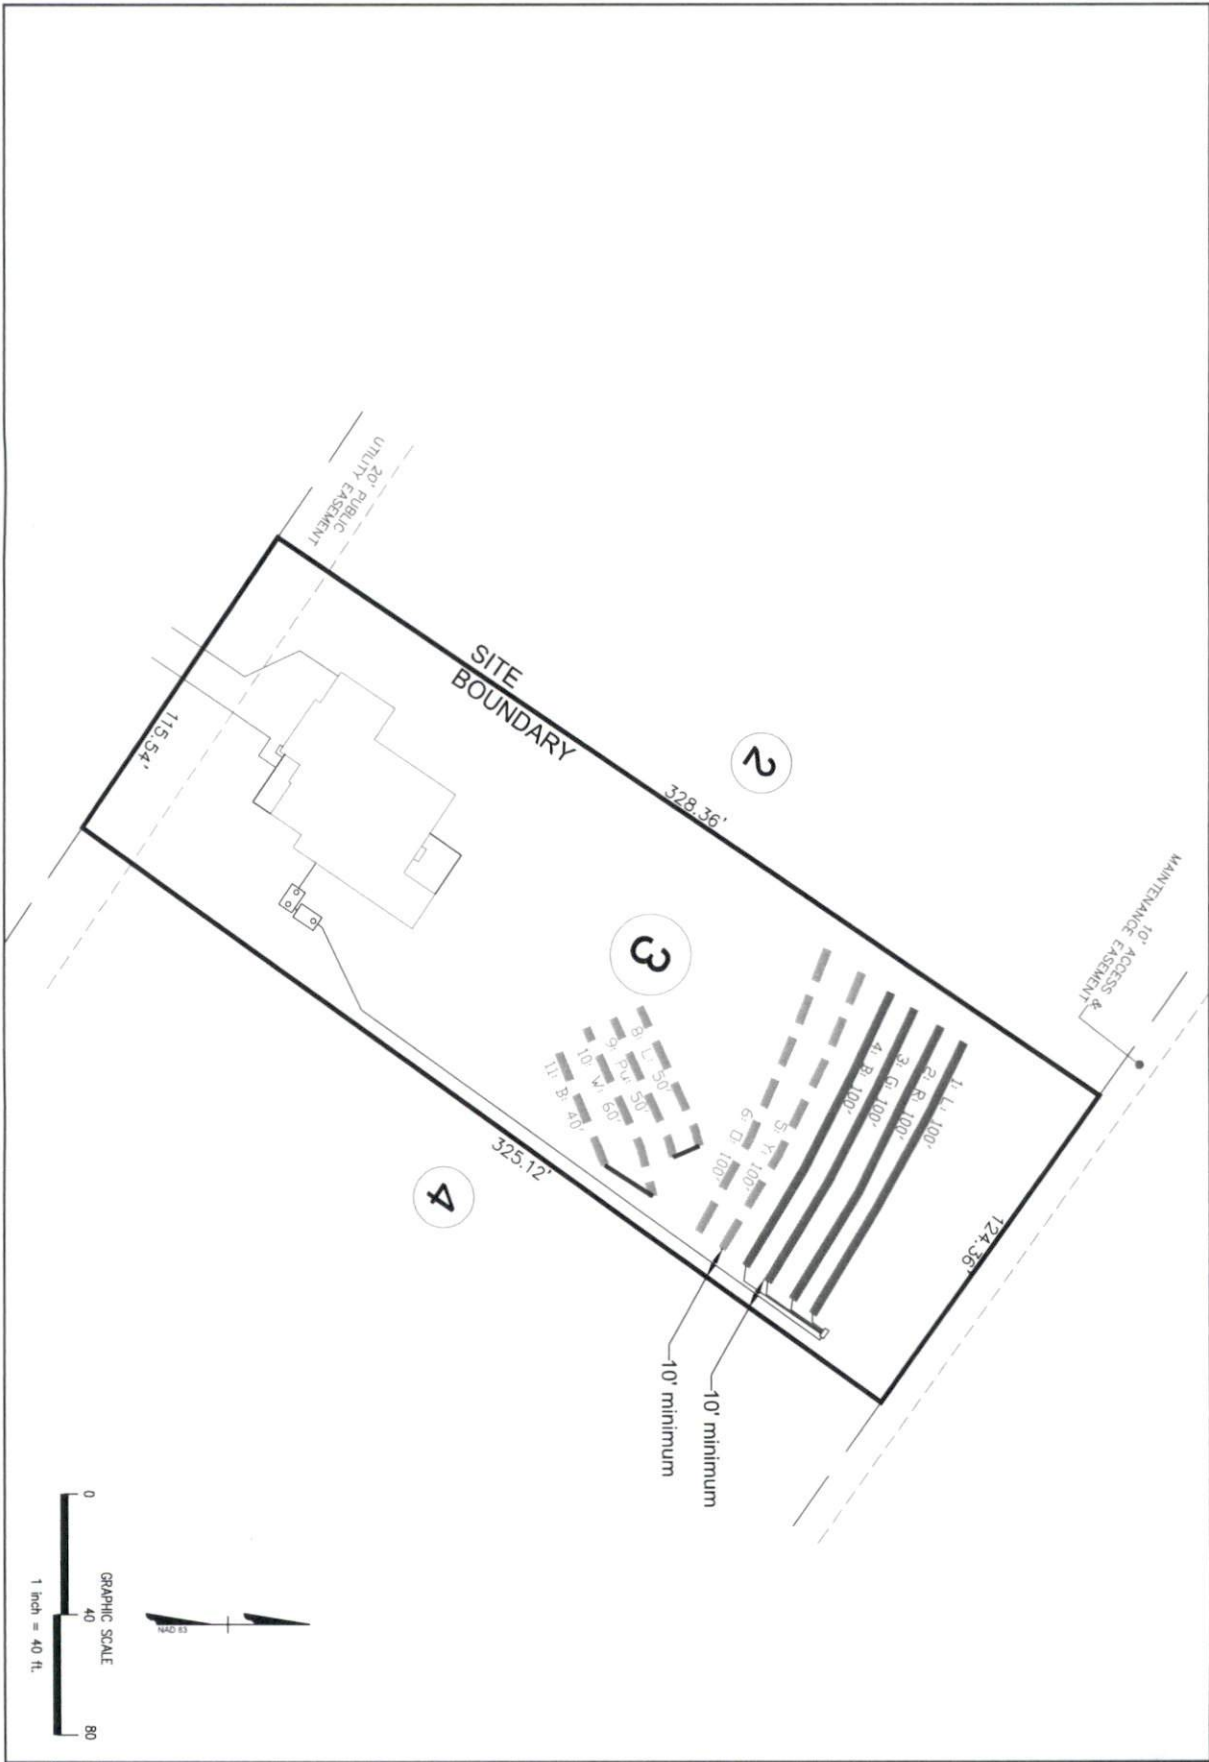 20' PUBLIC
UTILITY EASEMENT
SITE
BOUNDARY
2
328.36'
10' ACCESS &
MAINTENANCE EASEMENT
115.54'
3
1: L: 100'
2: R: 100'
3: G: 100'
4: B: 100'
5: Y: 100'
6: O: 100'
8: L: 50'
9: Pu: 50'
10: W: 60'
11: B: 40'
325.12'
4
124.36'
10' minimum
10' minimum
NAD 83
GRAPHIC SCALE
0
40
80
1 inch = 40 ft.